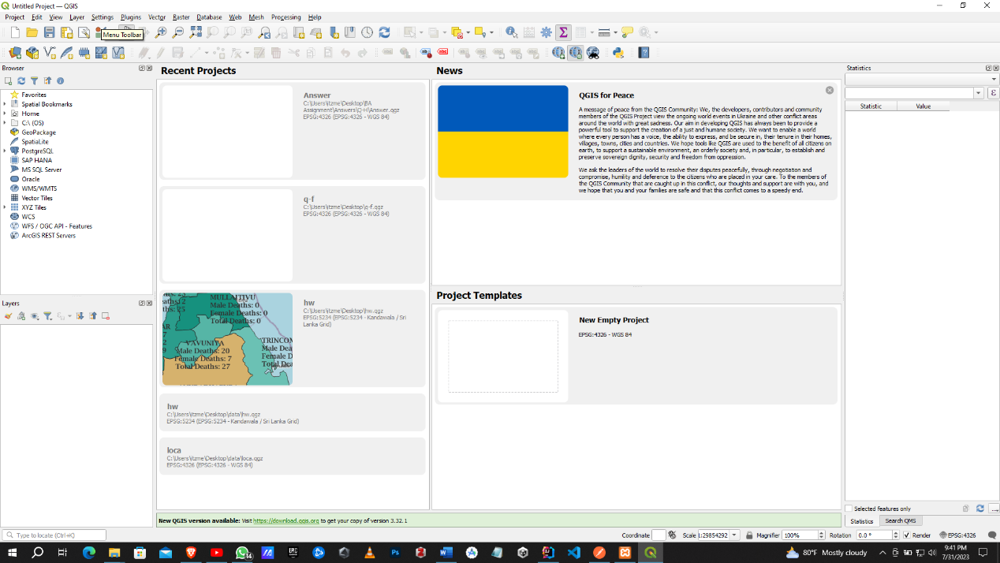 Untitled Project — QGIS
Project Edit View Layer Settings Plugins Vector Raster Database Web Mesh Processing Help
Menu Toolbar
Browser
Favorites
Spatial Bookmarks
Home
C:\ (OS)
GeoPackage
SpatiaLite
PostgreSQL
SAP HANA
MS SQL Server
Oracle
WMS/WMTS
Vector Tiles
XYZ Tiles
WCS
WFS / OGC API - Features
ArcGIS REST Servers
Layers
Recent Projects
Answer
C:\Users\itzme\Desktop\BA
Assignment\Answers\Q-H\Answer.qgz
EPSG:4326 (EPSG:4326 - WGS 84)
q-f
C:\Users\itzme\Desktop\q-f.qgz
EPSG:4326 (EPSG:4326 - WGS 84)
MULLAITIVU
Male Deaths: 0
Female Deaths: 0
Total Deaths: 0
VAVUNIYA
Male Deaths: 20
Female Deaths: 7
Total Deaths: 27
TRINCOM
Male Dea
Female D
Total Dea
hw
C:\Users\itzme\Desktop\hw.qgz
EPSG:5234 (EPSG:5234 - Kandawala / Sri
Lanka Grid)
hw
C:\Users\itzme\Desktop\data\hw.qgz
EPSG:5234 (EPSG:5234 - Kandawala / Sri Lanka Grid)
loca
C:\Users\itzme\Desktop\data\loca.qgz
EPSG:4326 (EPSG:4326 - WGS 84)
News
QGIS for Peace
A message of peace from the QGIS Community: We, the developers, contributors and community
members of the QGIS Project view the ongoing world events in Ukraine and other conflict areas
around the world with great sadness. Our aim in developing QGIS has always been to provide a
powerful tool to support the creation of a just and humane society. We want to enable a world
where every person has a voice, the ability to express, and be secure in, their tenure in their homes,
villages, towns, cities and countries. We hope tools like QGIS are used to the benefit of all citizens on
earth, to support a sustainable environment, an orderly society and, in particular, to establish and
preserve sovereign dignity, security and freedom from oppression.
We ask the leaders of the world to resolve their disputes peacefully, through negotiation and
compromise, humility and deference to the citizens who are placed in your care. To the members of
the QGIS Community that are caught up in this conflict, our thoughts and support are with you, and
we hope that you and your families are safe and that this conflict comes to a speedy end.
Project Templates
New Empty Project
EPSG:4326 - WGS 84
Statistics
Statistic Value
Selected features only
Statistics Search QMS
New QGIS version available: Visit https://download.qgis.org to get your copy of version 3.32.1
Type to locate (Ctrl+K)
Coordinate Scale 1:29854292 Magnifier 100% Rotation 0.0 ° Render EPSG:4326
14
80°F Mostly cloudy
9:41 PM
7/31/2023